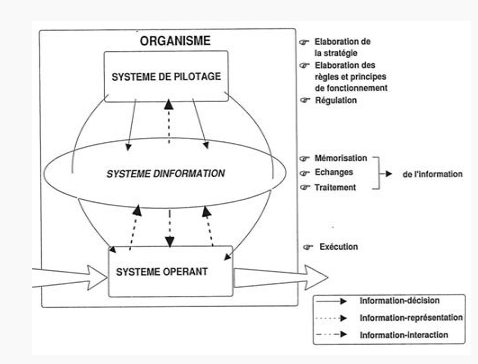 ORGANISME
SYSTEME DE PILOTAGE
Elaboration de
la stratégie
Elaboration des
règles et principes
de fonctionnement
Régulation
SYSTEME D'INFORMATION
Mémorisation
Echanges
Traitement
de l'information
SYSTEME OPERANT
Exécution
Information-décision
Information-représentation
Information-interaction